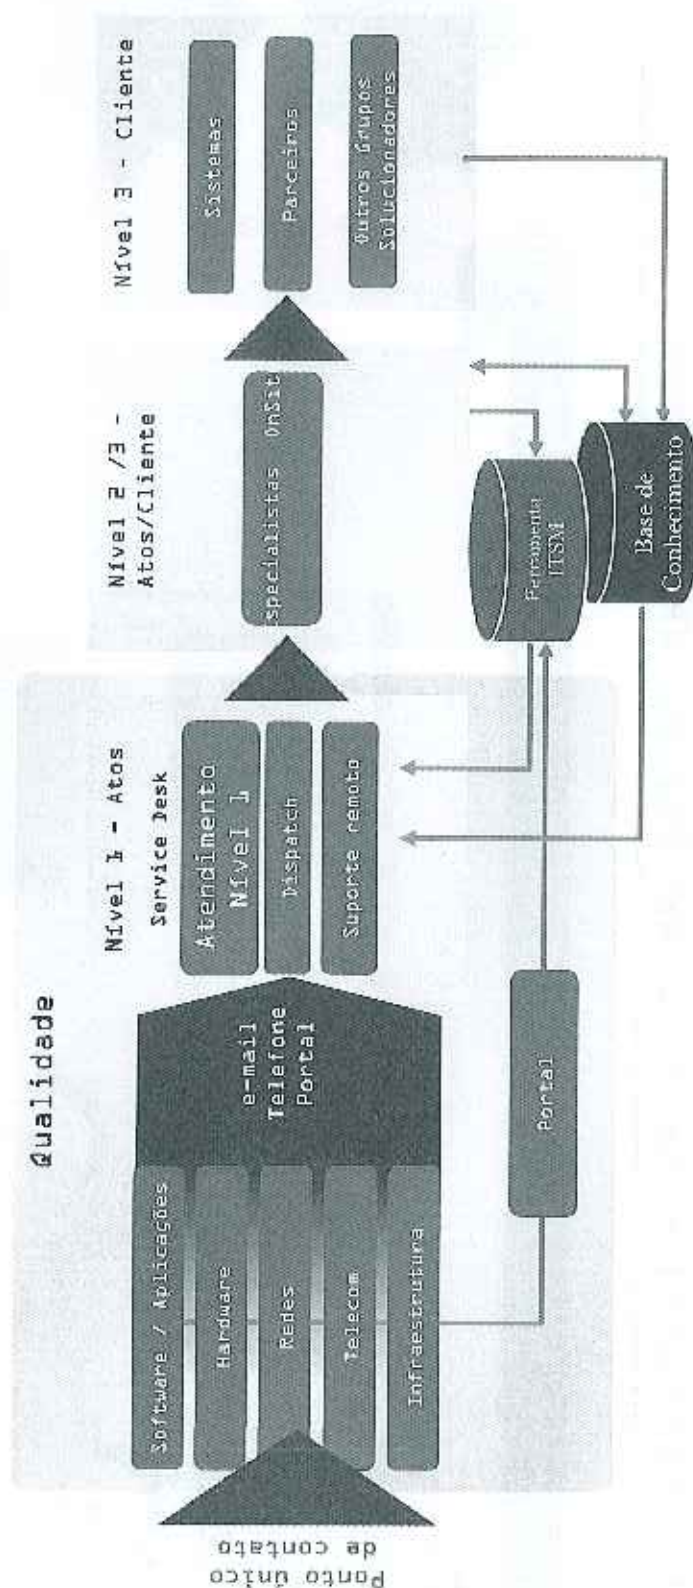 Qualidade
Ponto único
de contato
Software / Aplicações
Hardware
Redes
Telecom
Infraestrutura
e-mail
Telefone
Portal
Nível 1 - Atos
Service Desk
Atendimento
Nível 1
Dispatch
Suporte remoto
Nível 2 /3 -
Atos/Cliente
specialistas OnSit
Nível 3 - Cliente
Sistemas
Parceiros
Outros Grupos
Solucionadores
Portal
Ferramenta
ITSM
Base de
Conhecimento